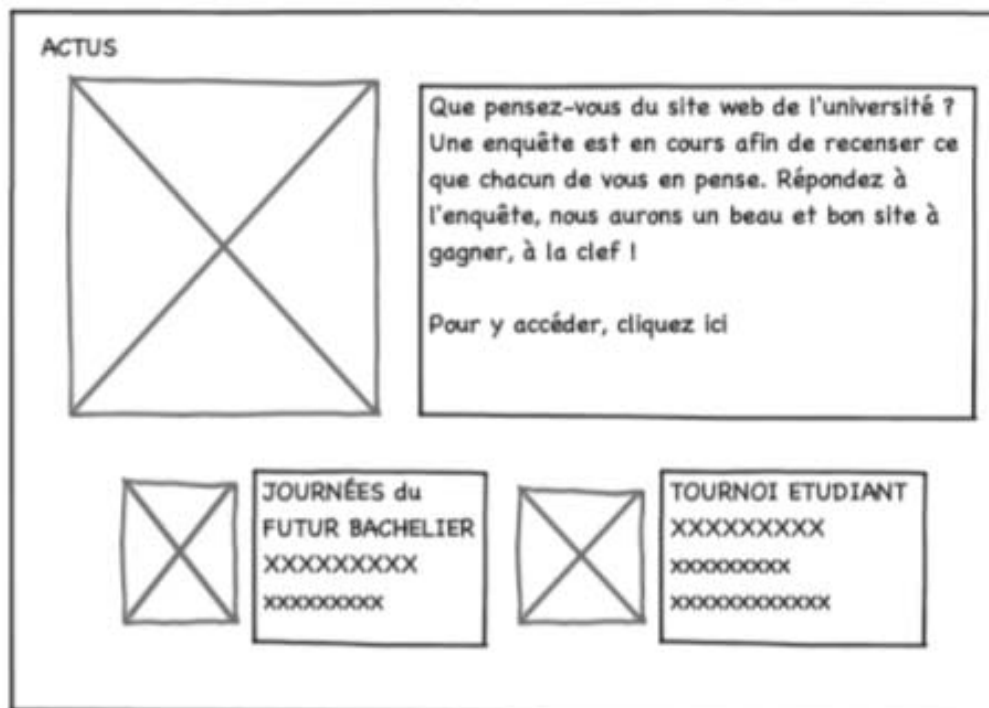 ACTUS
Que pensez-vous du site web de l'université ?
Une enquête est en cours afin de recenser ce
que chacun de vous en pense. Répondez à
l'enquête, nous aurons un beau et bon site à
gagner, à la clef !
Pour y accéder, cliquez ici
JOURNÉES du
FUTUR BACHELIER
XXXXXXXXX
xxxxxxxxx
TOURNOI ETUDIANT
XXXXXXXXX
xxxxxxxxx
xxxxxxxxxxxx